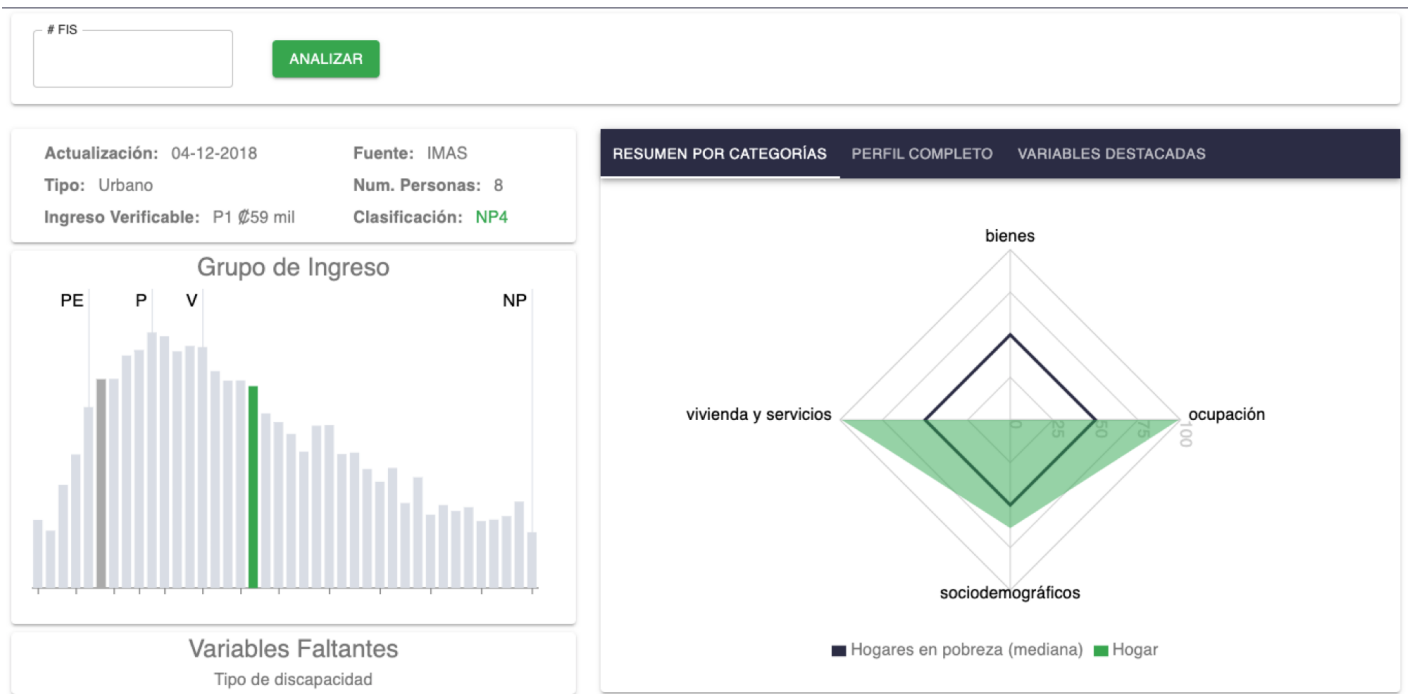 # FIS
ANALIZAR
Actualización: 04-12-2018
Fuente: IMAS
Tipo: Urbano
Num. Personas: 8
Ingreso Verificable: P1 ₡59 mil
Clasificación: NP4
Grupo de Ingreso
PE P V NP
Variables Faltantes
Tipo de discapacidad
RESUMEN POR CATEGORÍAS PERFIL COMPLETO VARIABLES DESTACADAS
bienes
vivienda y servicios
ocupación
0 25 50 75 100
sociodemográficos
Hogares en pobreza (mediana) Hogar